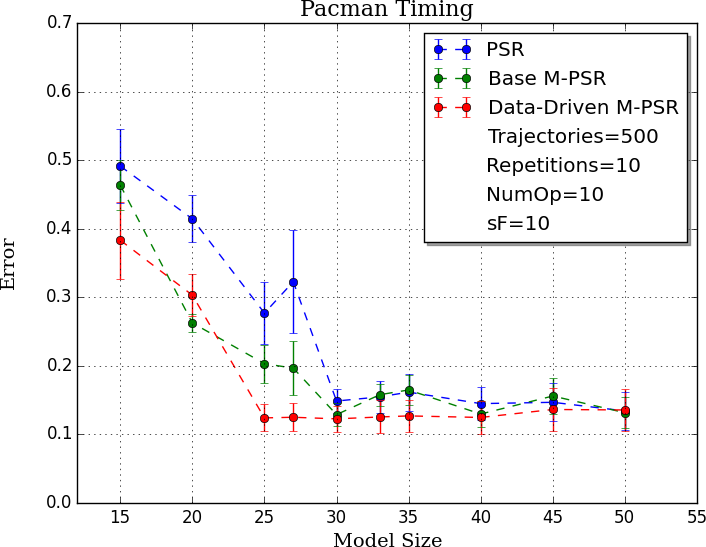 Pacman Timing
0.7
0.6
0.5
0.4
0.3
0.2
0.1
0.0
Error
PSR
Base M-PSR
Data-Driven M-PSR
Trajectories=500
Repetitions=10
NumOp=10
sF=10
15 20 25 30 35 40 45 50 55
Model Size